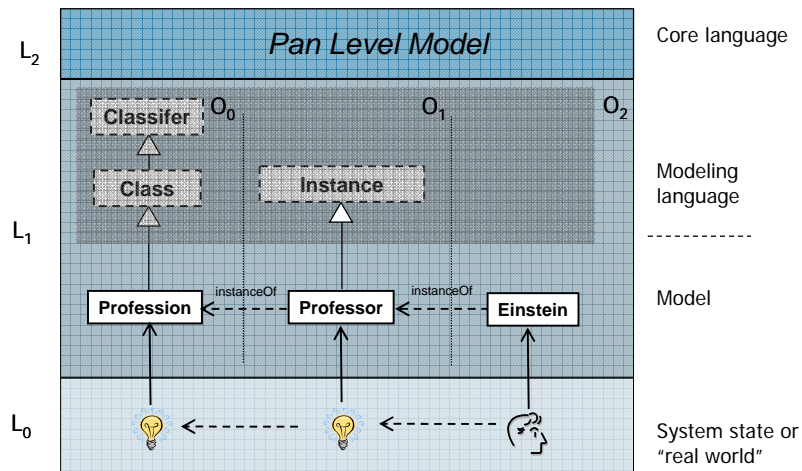 Pan Level Model
Core language
L2
Classifer
O0
O1
O2
Class
Instance
Modeling
language
L1
instanceOf
instanceOf
Profession
Professor
Einstein
Model
L0
System state or
"real world"